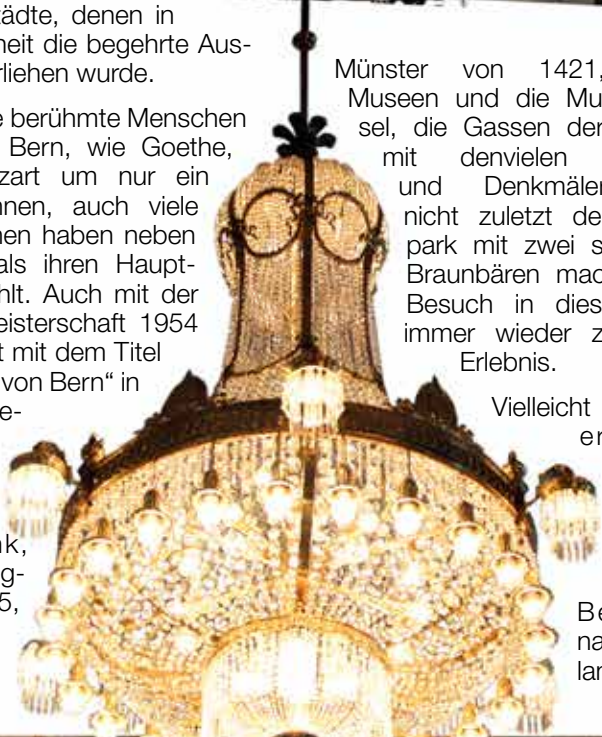 tädte, denen in
heit die begehrte Aus-
rliehen wurde.
e berühmte Menschen
Bern, wie Goethe,
zart um nur ein
nnen, auch viele
nen haben neben
als ihren Haupt-
hlt. Auch mit der
eisterschaft 1954
t mit dem Titel
von Bern“ in
e-
nk,
g-
5,
Münster von 1421,
Museen und die Mu
sel, die Gassen der
mit denvielen
und Denkmäler
nicht zuletzt de
park mit zwei s
Braunbären mac
Besuch in dies
immer wieder z
Erlebnis.
Vielleicht
er
Be
na
lar